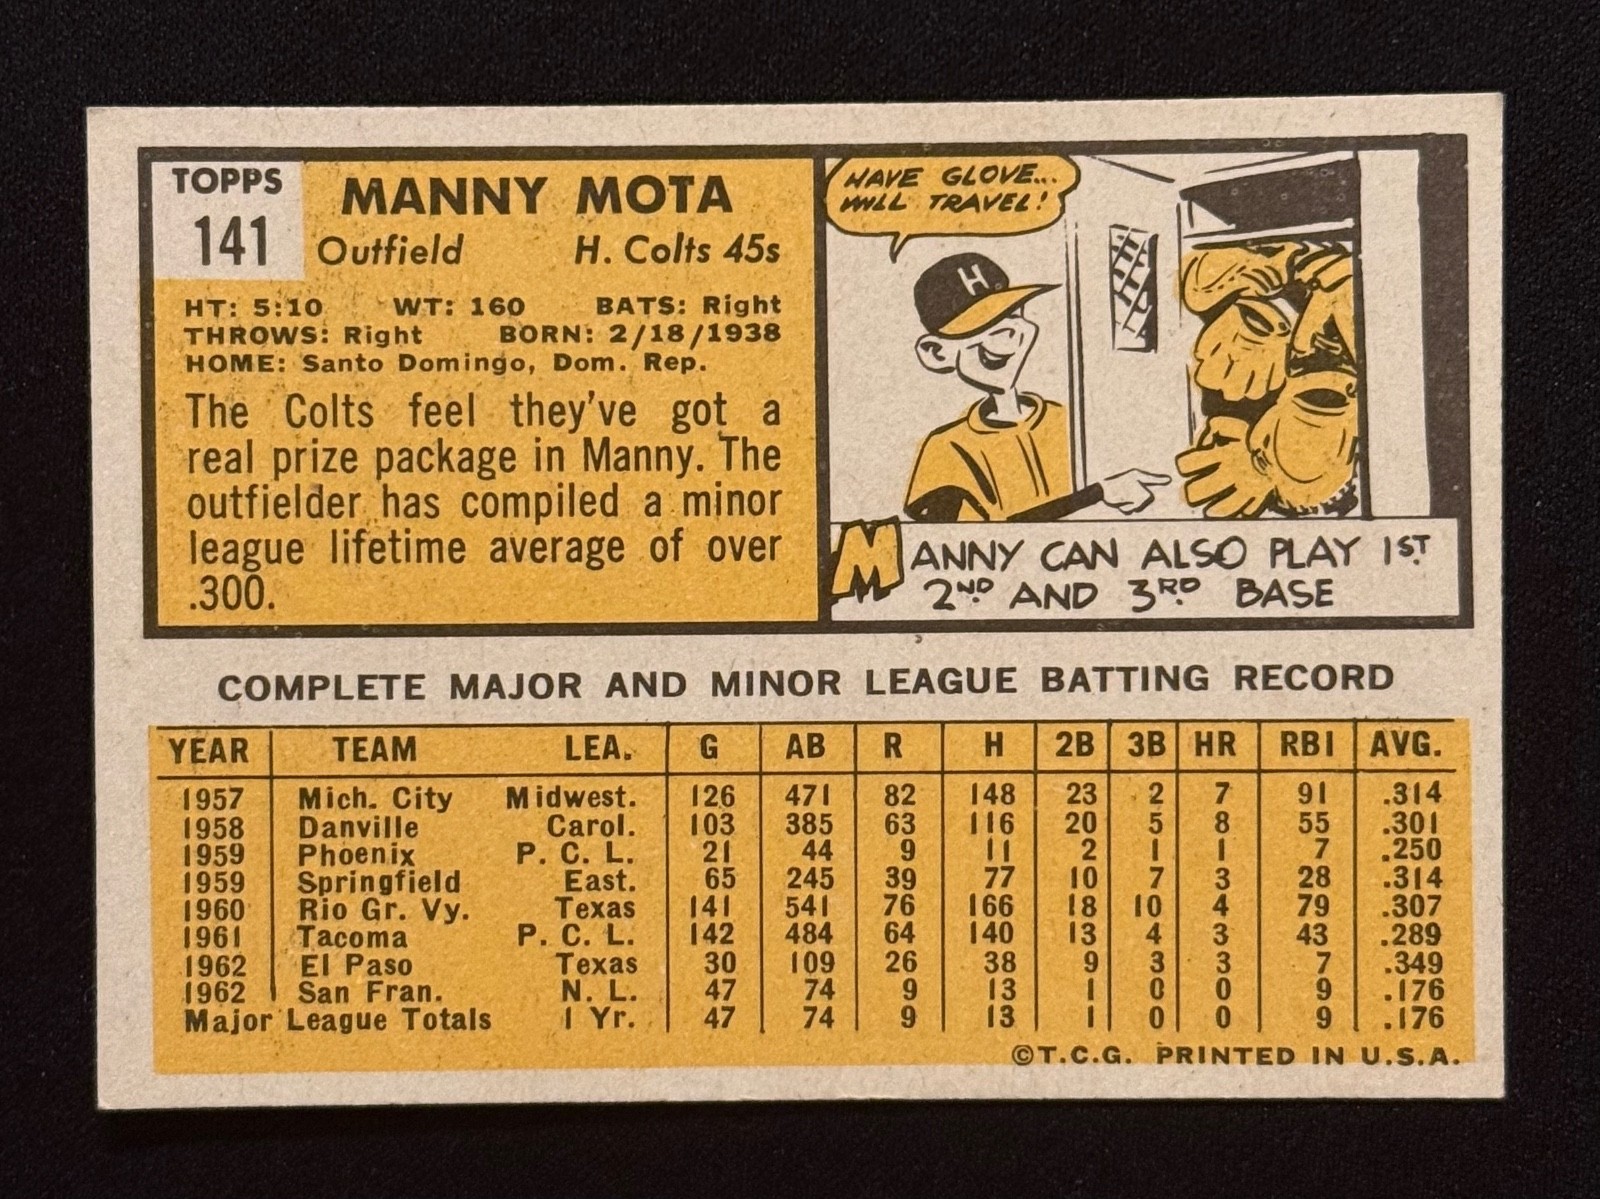 TOPPS
141
MANNY MOTA
Outfield H. Colts 45s
HT: 5:10 WT: 160 BATS: Right
THROWS: Right BORN: 2/18/1938
HOME: Santo Domingo, Dom. Rep.
The Colts feel they've got a
real prize package in Manny. The
outfielder has compiled a minor
league lifetime average of over
.300.
HAVE GLOVE...
WILL TRAVEL!
H
MANNY CAN ALSO PLAY 1ST
2ND AND 3RD BASE
COMPLETE MAJOR AND MINOR LEAGUE BATTING RECORD
YEAR TEAM LEA. G AB R H 2B 3B HR RBI AVG.
1957 Mich. City Midwest. 126 471 82 148 23 2 7 91 .314
1958 Danville Carol. 103 385 63 116 20 5 8 55 .301
1959 Phoenix P. C. L. 21 44 9 11 2 1 1 7 .250
1959 Springfield East. 65 245 39 77 10 7 3 28 .314
1960 Rio Gr. Vy. Texas 141 541 76 166 18 10 4 79 .307
1961 Tacoma P. C. L. 142 484 64 140 13 4 3 43 .289
1962 El Paso Texas 30 109 26 38 9 3 3 7 .349
1962 San Fran. N. L. 47 74 9 13 1 0 0 9 .176
Major League Totals 1 Yr. 47 74 9 13 1 0 0 9 .176
©T.C.G. PRINTED IN U.S.A.